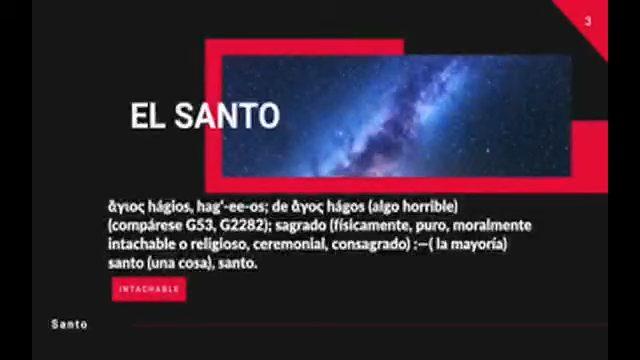 3
EL SANTO
ἅγιος hágios, hag'-ee-os; de ἅγος hágos (algo horrible)
(compárese G53, G2282); sagrado (físicamente, puro, moralmente
intachable o religioso, ceremonial, consagrado) :—( la mayoría)
santo (una cosa), santo.
INTACHABLE
Santo